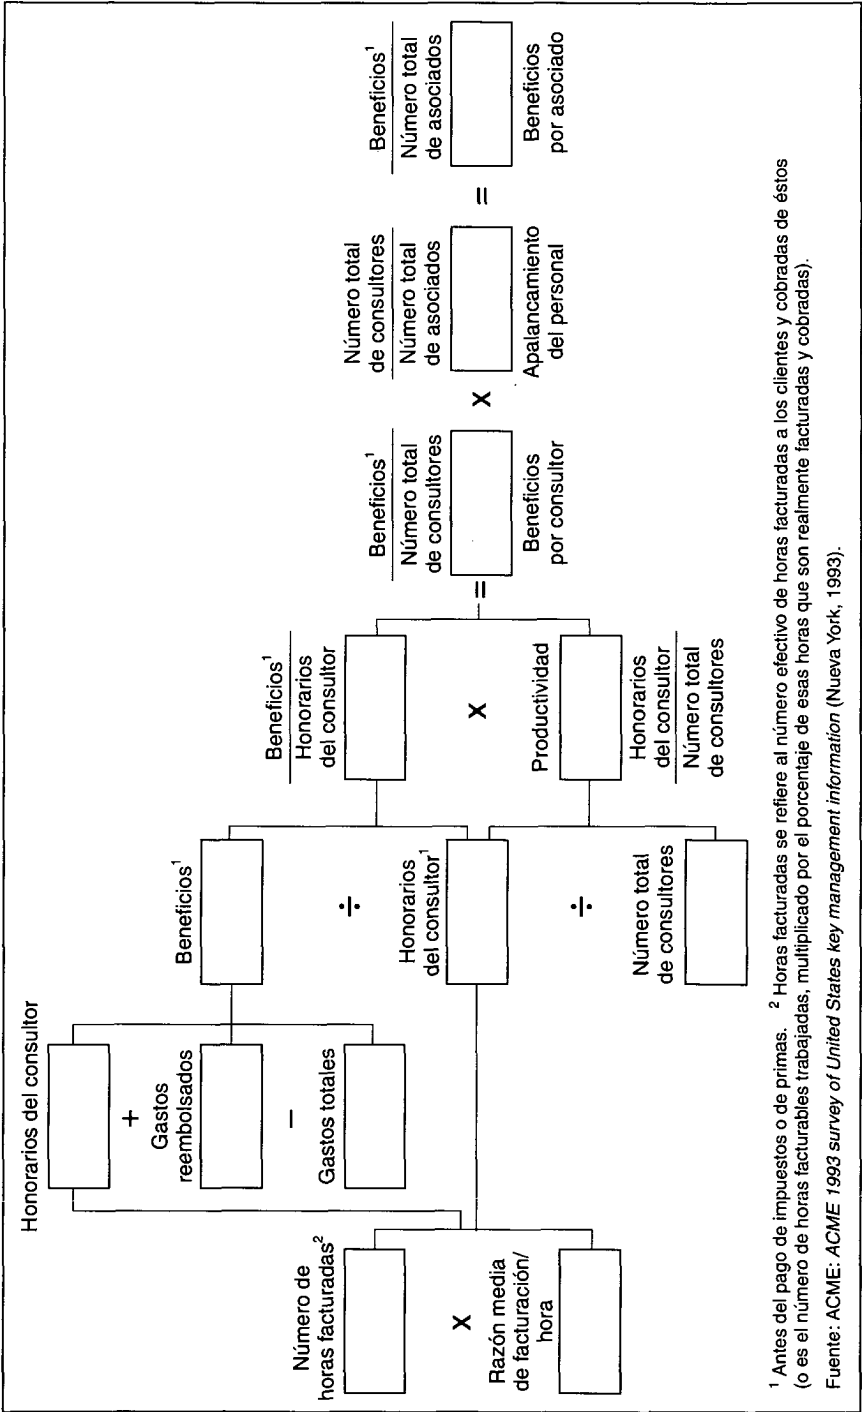 Honorarios del consultor
+
Gastos
reembolsados
−
Gastos totales
Número de
horas facturadas²
X
Razón media
de facturación/
hora
Beneficios¹
÷
Honorarios
del consultor¹
÷
Número total
de consultores
Beneficios¹
Honorarios
del consultor
X
Productividad
Honorarios
del consultor
Número total
de consultores
=
Beneficios¹
Número total
de consultores
Beneficios
por consultor
X
Número total
de consultores
Número total
de asociados
Apalancamiento
del personal
=
Beneficios¹
Número total
de asociados
Beneficios
por asociado
¹ Antes del pago de impuestos o de primas. ² Horas facturadas se refiere al número efectivo de horas facturadas a los clientes y cobradas de éstos
(o es el número de horas facturables trabajadas, multiplicado por el porcentaje de esas horas que son realmente facturadas y cobradas).
Fuente: ACME: ACME 1993 survey of United States key management information (Nueva York, 1993).